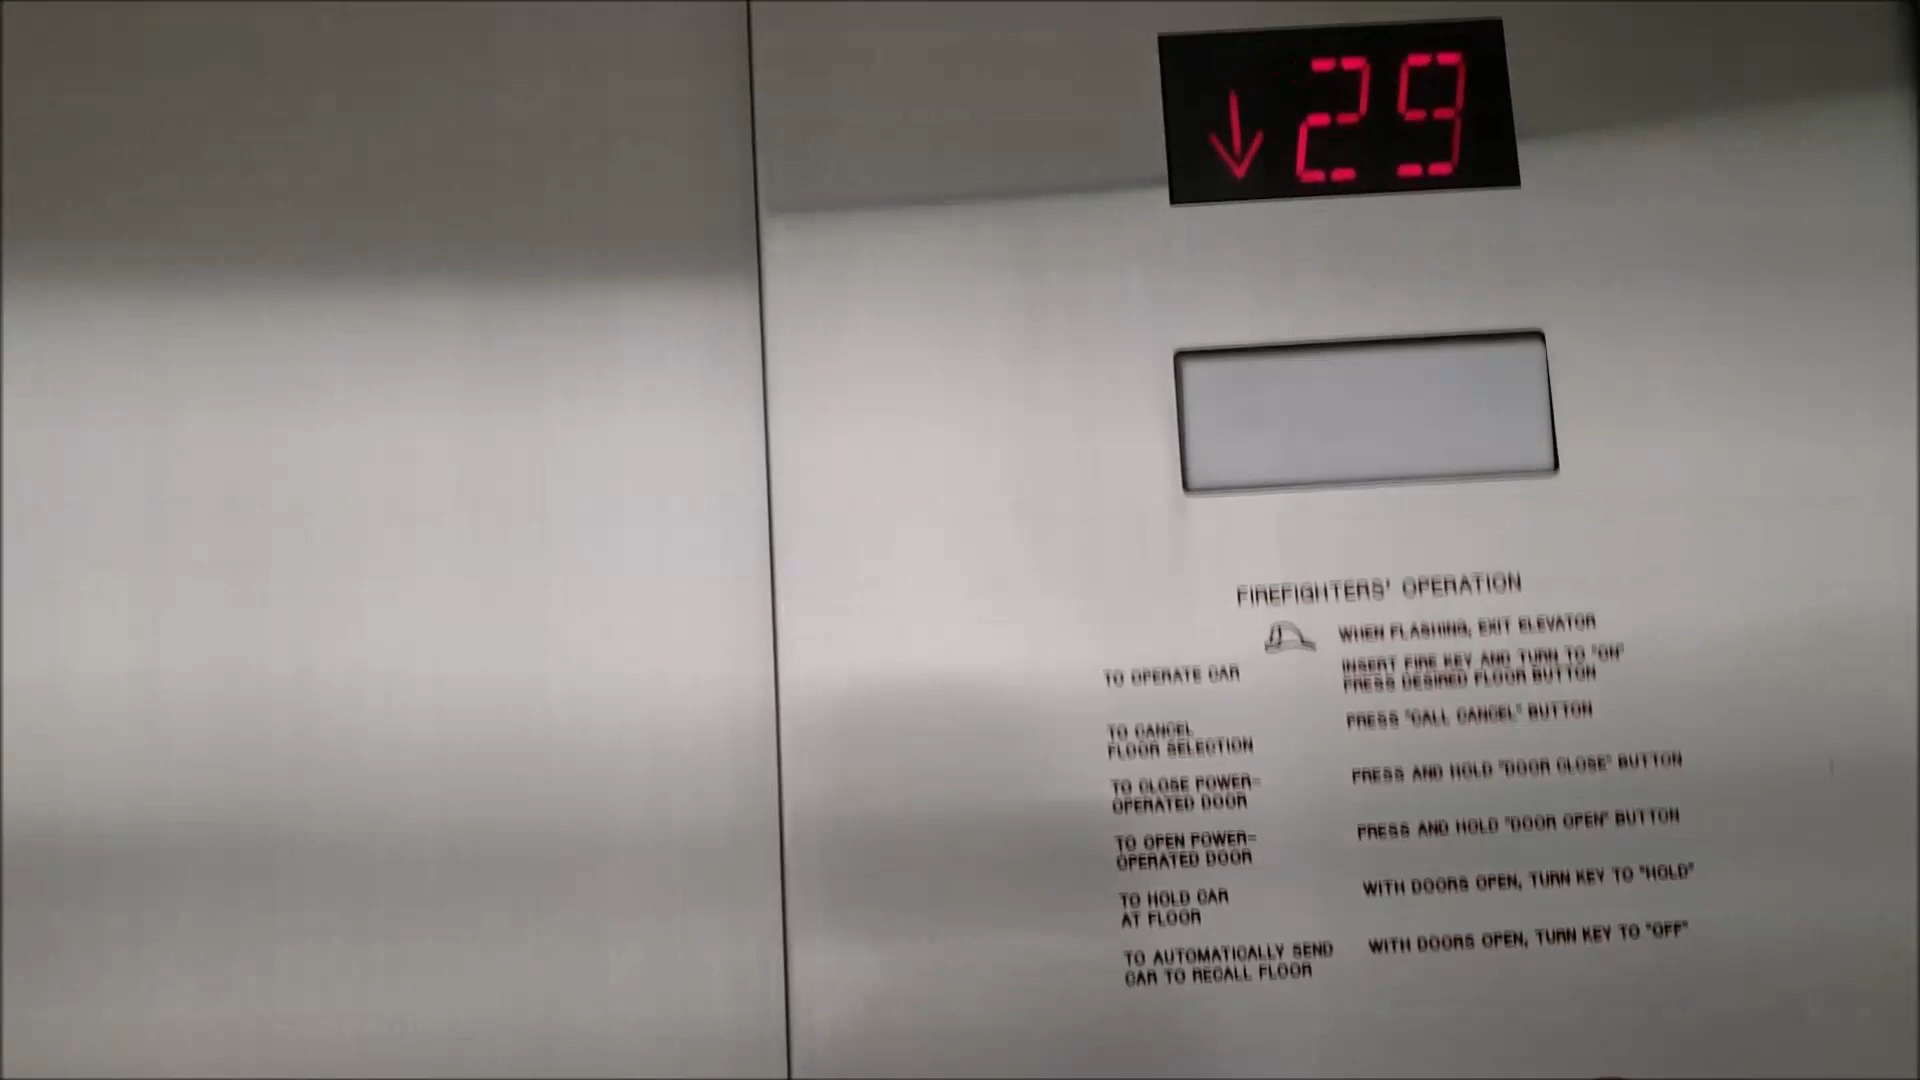 ↓29
FIREFIGHTERS' OPERATION
WHEN FLASHING, EXIT ELEVATOR
TO OPERATE CAR
INSERT FIRE KEY AND TURN TO "ON"
PRESS DESIRED FLOOR BUTTON
TO CANCEL
FLOOR SELECTION
PRESS "CALL CANCEL" BUTTON
TO CLOSE POWER-
OPERATED DOOR
PRESS AND HOLD "DOOR CLOSE" BUTTON
TO OPEN POWER-
OPERATED DOOR
PRESS AND HOLD "DOOR OPEN" BUTTON
TO HOLD CAR
AT FLOOR
WITH DOORS OPEN, TURN KEY TO "HOLD"
TO AUTOMATICALLY SEND
CAR TO RECALL FLOOR
WITH DOORS OPEN, TURN KEY TO "OFF"